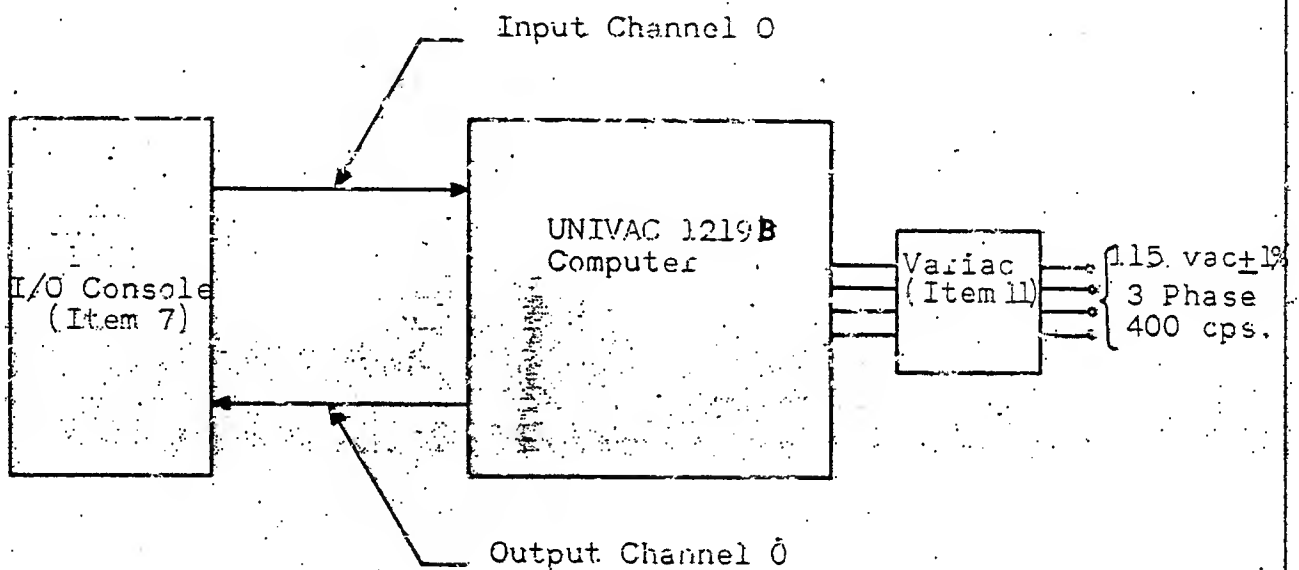 Input Channel 0
I/O Console
(Item 7)
UNIVAC 1219B
Computer
Variac
(Item 11)
115 vac±1%
3 Phase
400 cps.
Output Channel 0